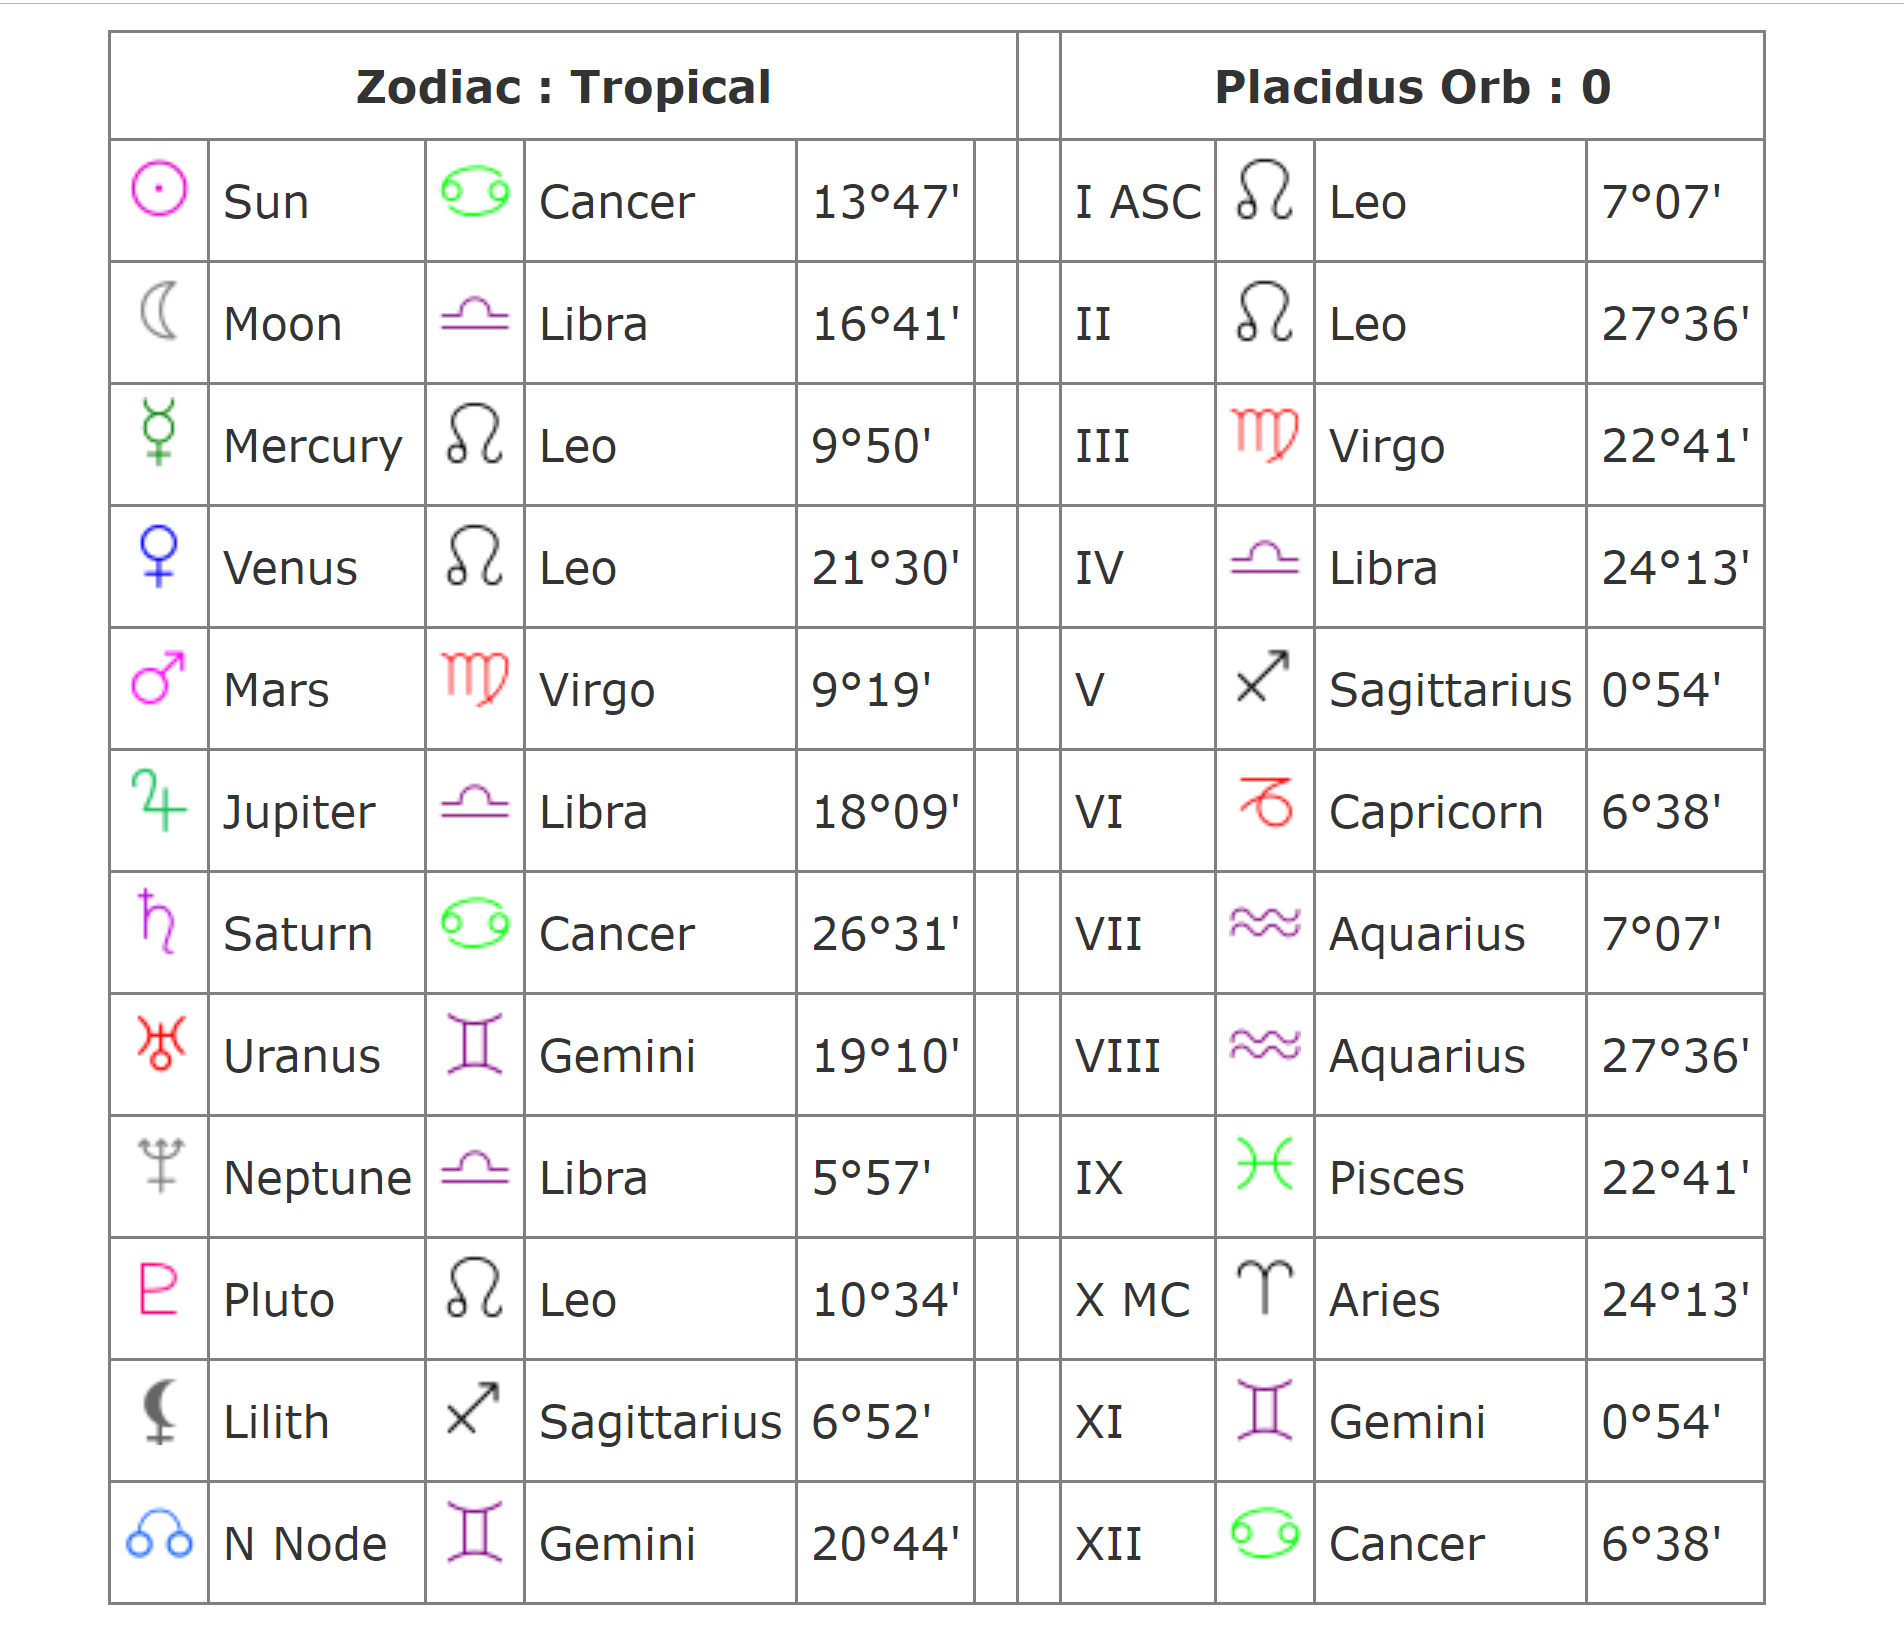 Zodiac : Tropical Placidus Orb : 0
Sun Cancer 13°47' I ASC Leo 7°07'
Moon Libra 16°41' II Leo 27°36'
Mercury Leo 9°50' III Virgo 22°41'
Venus Leo 21°30' IV Libra 24°13'
Mars Virgo 9°19' V Sagittarius 0°54'
Jupiter Libra 18°09' VI Capricorn 6°38'
Saturn Cancer 26°31' VII Aquarius 7°07'
Uranus Gemini 19°10' VIII Aquarius 27°36'
Neptune Libra 5°57' IX Pisces 22°41'
Pluto Leo 10°34' X MC Aries 24°13'
Lilith Sagittarius 6°52' XI Gemini 0°54'
N Node Gemini 20°44' XII Cancer 6°38'